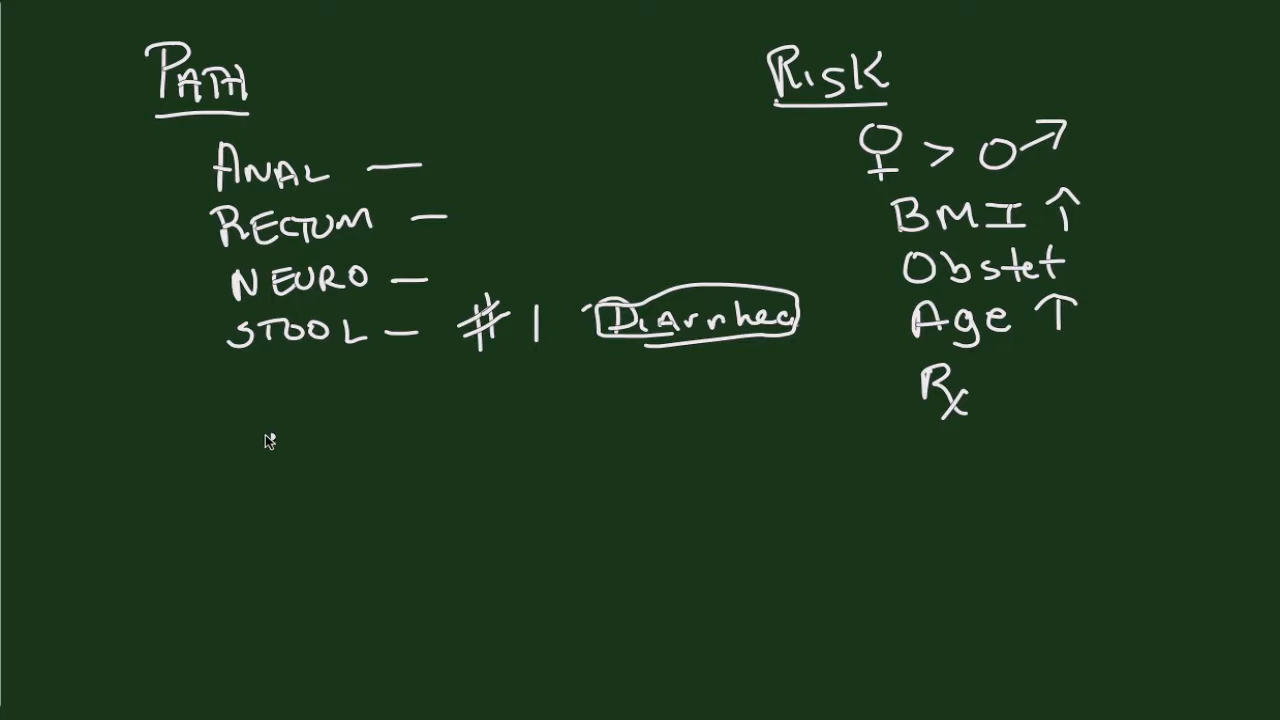 PATH
ANAL —
RECTUM —
NEURO —
STOOL — # 1 Diarrhea
RISK
♀ > ♂
BMI ↑
Obstet
Age ↑
Rx